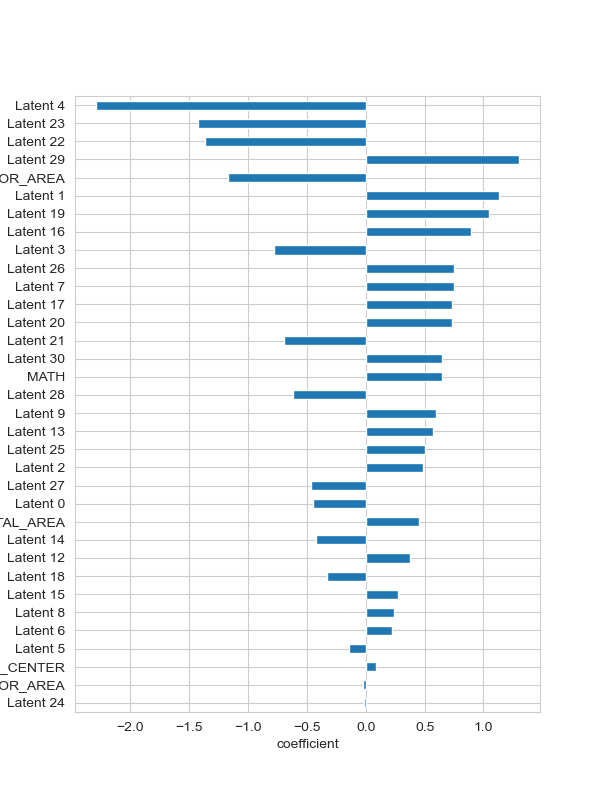 Latent 4
Latent 23
Latent 22
Latent 29
OR_AREA
Latent 1
Latent 19
Latent 16
Latent 3
Latent 26
Latent 7
Latent 17
Latent 20
Latent 21
Latent 30
MATH
Latent 28
Latent 9
Latent 13
Latent 25
Latent 2
Latent 27
Latent 0
TAL_AREA
Latent 14
Latent 12
Latent 18
Latent 15
Latent 8
Latent 6
Latent 5
_CENTER
OR_AREA
Latent 24
−2.0 −1.5 −1.0 −0.5 0.0 0.5 1.0
coefficient